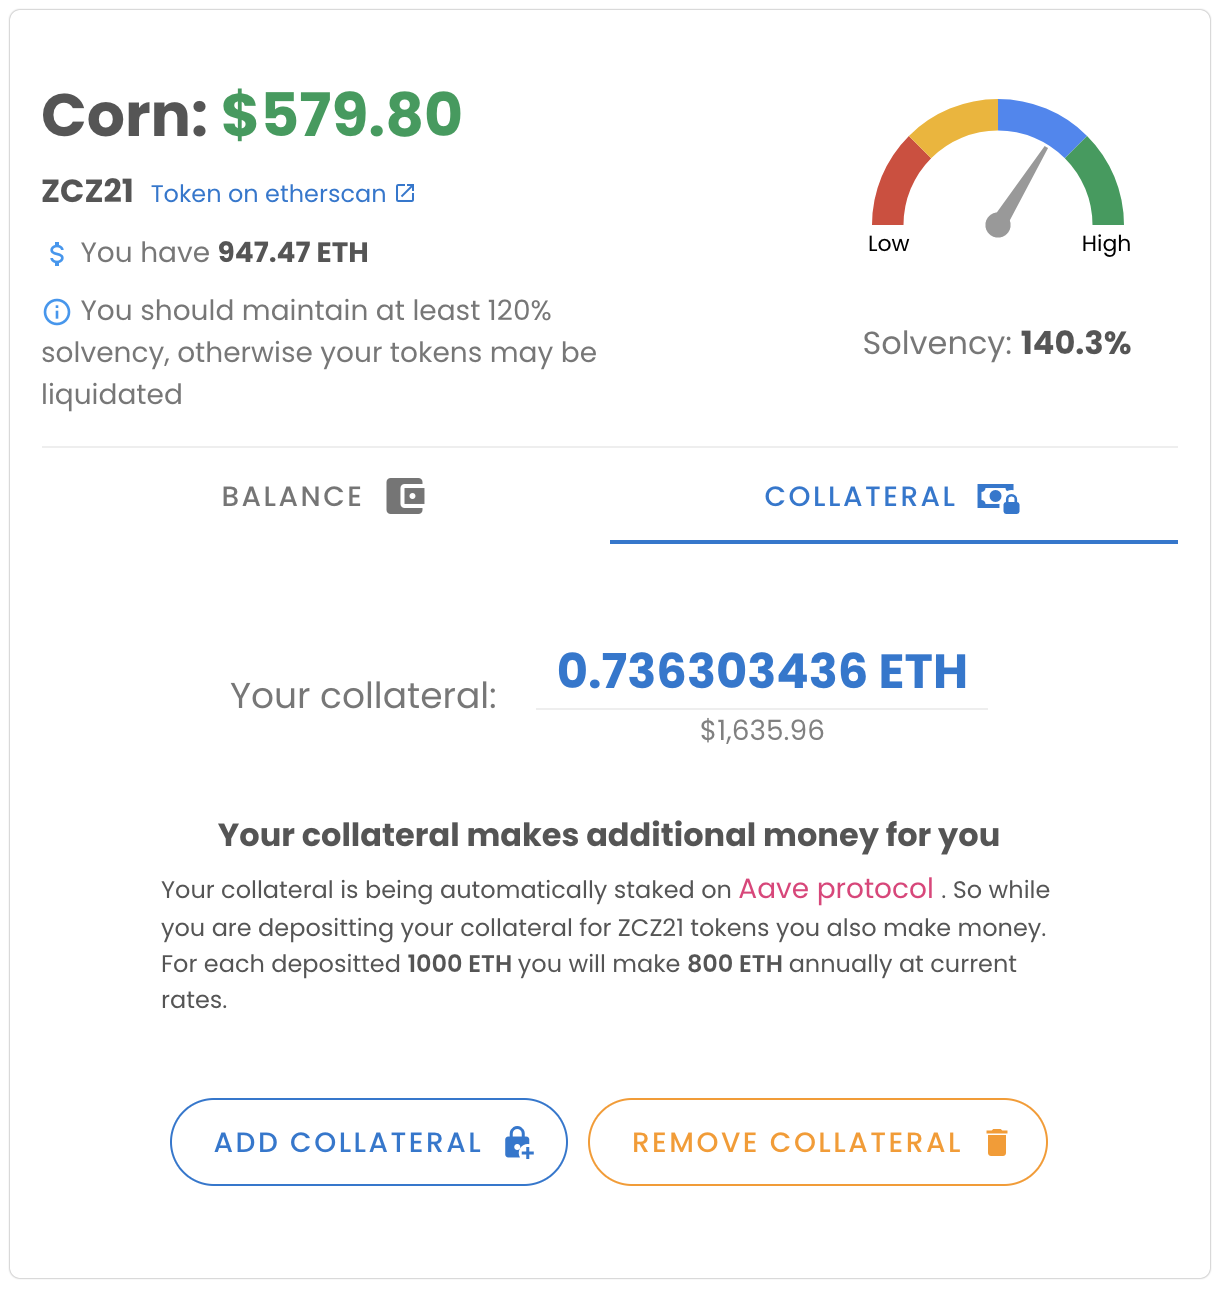 Corn: $579.80
ZCZ21 Token on etherscan
You have 947.47 ETH
You should maintain at least 120%
solvency, otherwise your tokens may be
liquidated
Low High
Solvency: 140.3%
BALANCE
COLLATERAL
Your collateral:
0.736303436 ETH
$1,635.96
Your collateral makes additional money for you
Your collateral is being automatically staked on Aave protocol . So while
you are depositting your collateral for ZCZ21 tokens you also make money.
For each depositted 1000 ETH you will make 800 ETH annually at current
rates.
ADD COLLATERAL
REMOVE COLLATERAL